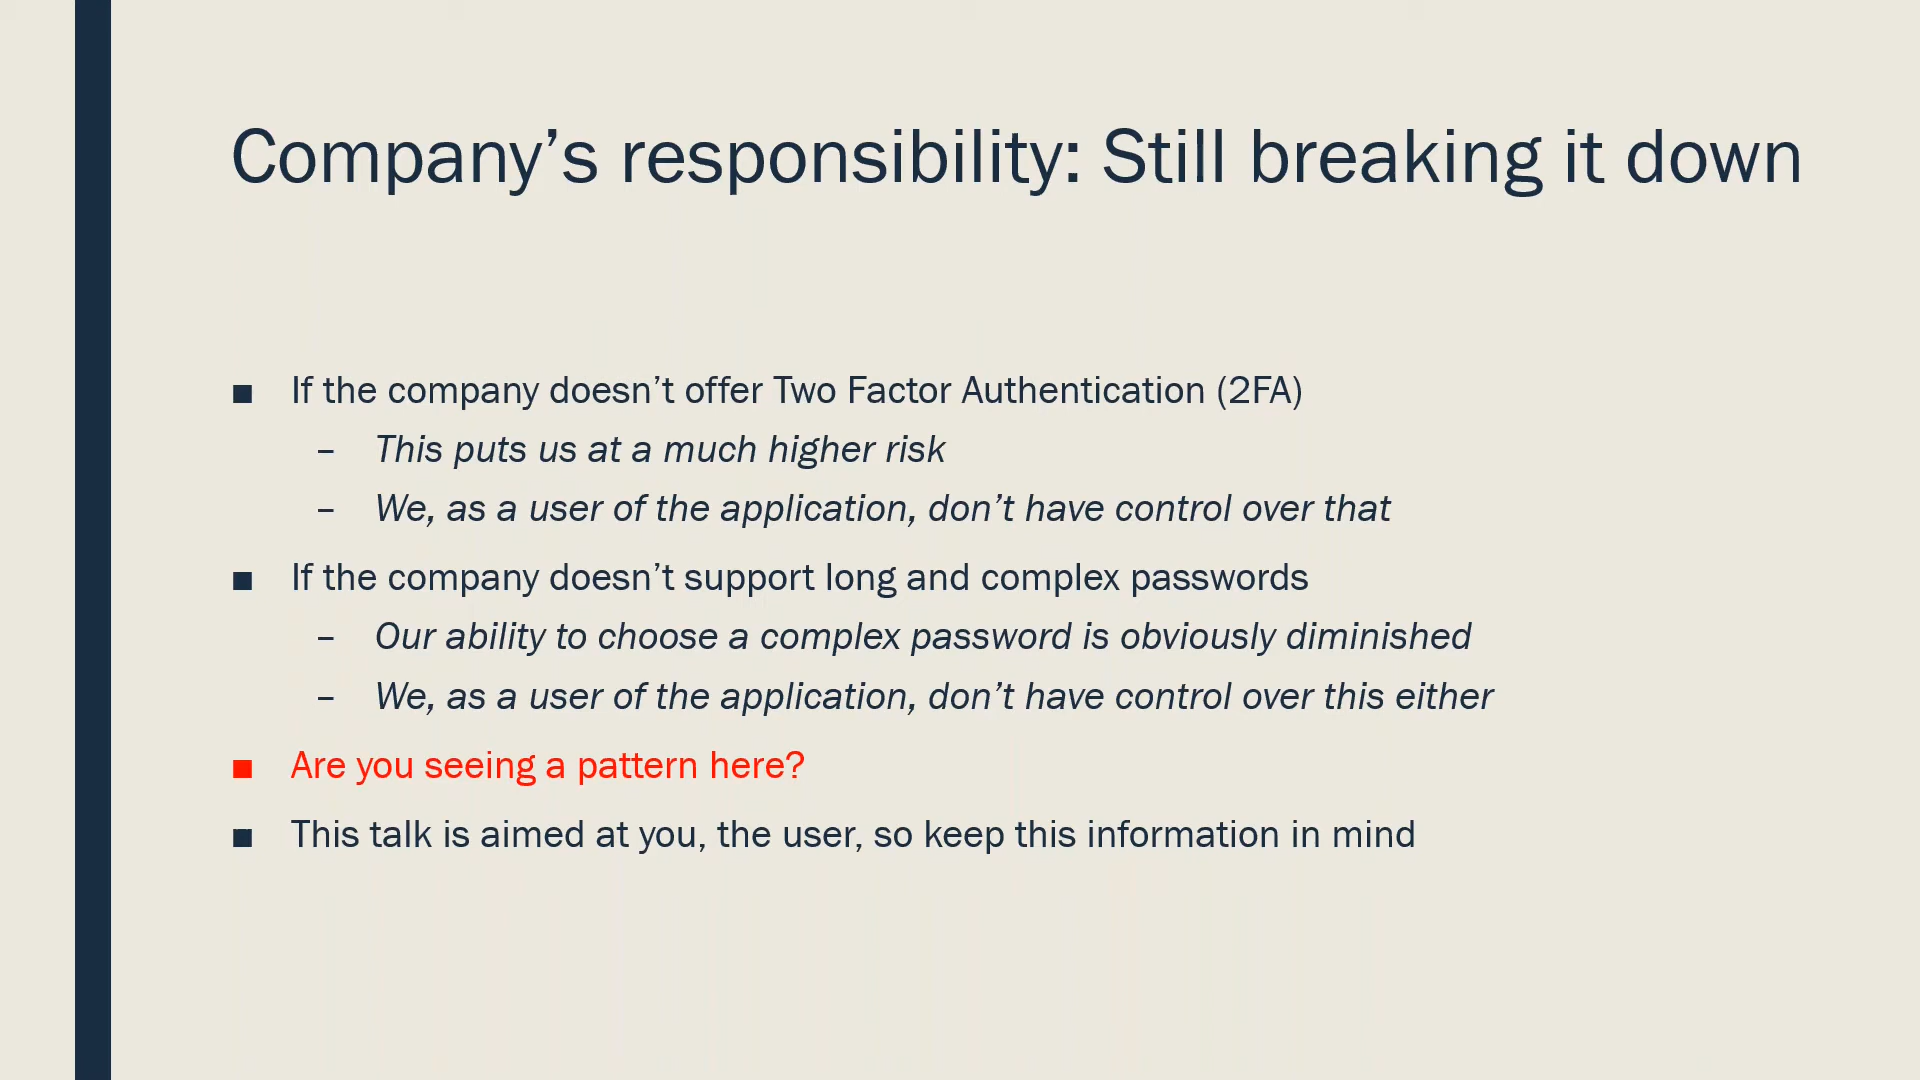 Company’s responsibility: Still breaking it down
■ If the company doesn’t offer Two Factor Authentication (2FA)
– This puts us at a much higher risk
– We, as a user of the application, don’t have control over that
■ If the company doesn’t support long and complex passwords
– Our ability to choose a complex password is obviously diminished
– We, as a user of the application, don’t have control over this either
■ Are you seeing a pattern here?
■ This talk is aimed at you, the user, so keep this information in mind